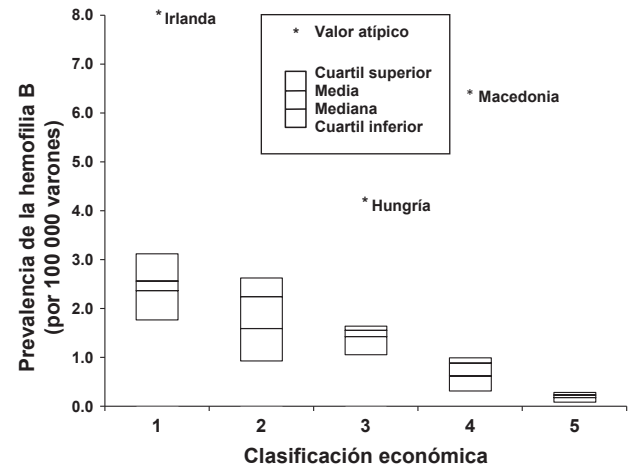 8.0
7.0
6.0
5.0
4.0
3.0
2.0
1.0
0.0
Prevalencia de la hemofilia B
(por 100 000 varones)
* Irlanda
* Valor atípico
Cuartil superior
Media
Mediana
Cuartil inferior
* Macedonia
* Hungría
1 2 3 4 5
Clasificación económica